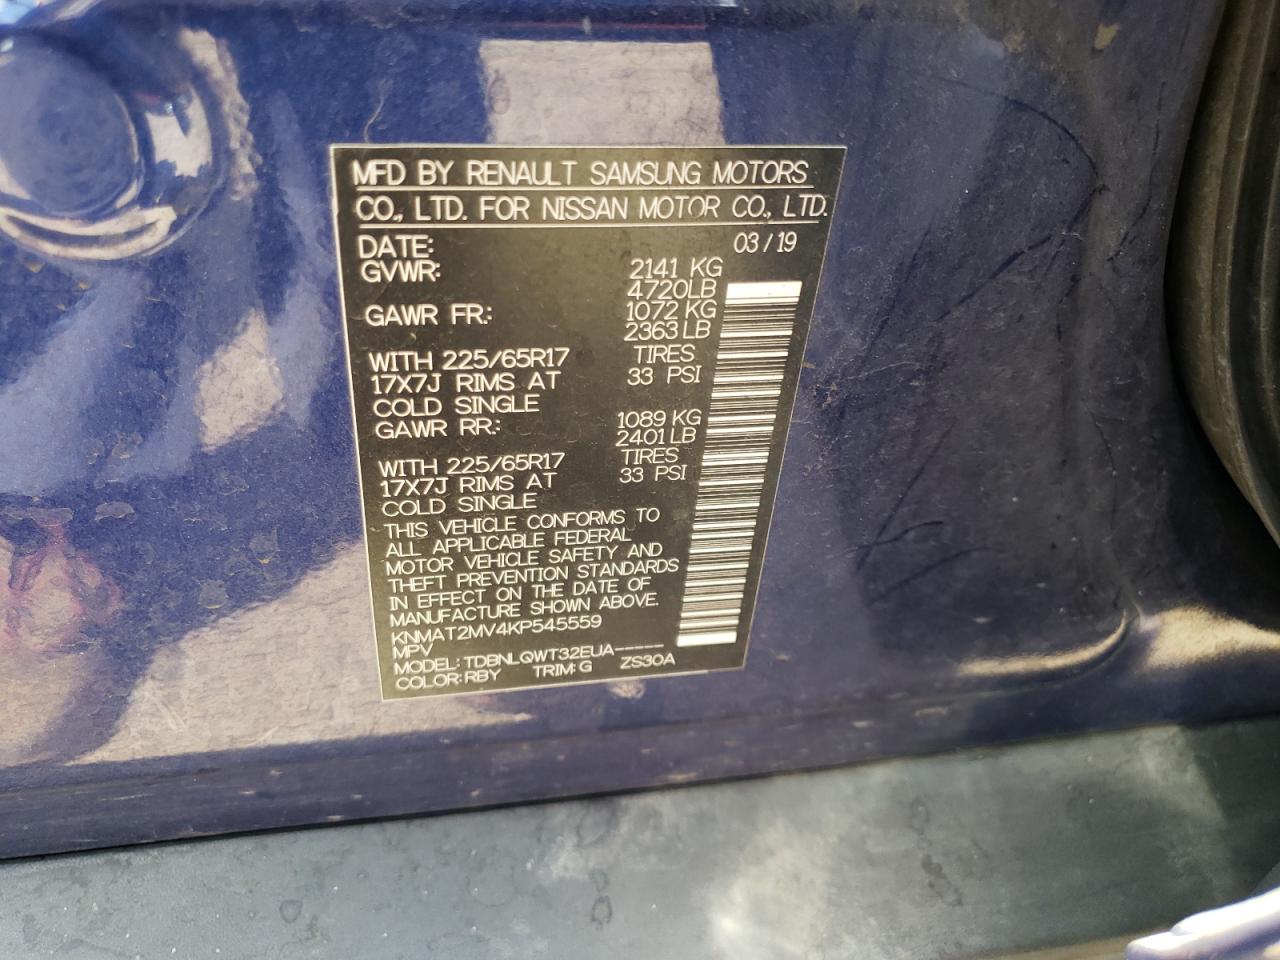 MFD BY RENAULT SAMSUNG MOTORS
CO., LTD. FOR NISSAN MOTOR CO., LTD.
DATE: 03/19
GVWR: 2141 KG
4720LB
GAWR FR.: 1072 KG
2363LB
WITH 225/65R17 TIRES
17X7J RIMS AT 33 PSI
COLD SINGLE
GAWR RR.: 1089 KG
2401LB
WITH 225/65R17 TIRES
17X7J RIMS AT 33 PSI
COLD SINGLE
THIS VEHICLE CONFORMS TO
ALL APPLICABLE FEDERAL
MOTOR VEHICLE SAFETY AND
THEFT PREVENTION STANDARDS
IN EFFECT ON THE DATE OF
MANUFACTURE SHOWN ABOVE.
KNMAT2MV4KP545559
MPV
MODEL: TDBNLQWT32EUA-----
COLOR: RBY TRIM: G ZS30A